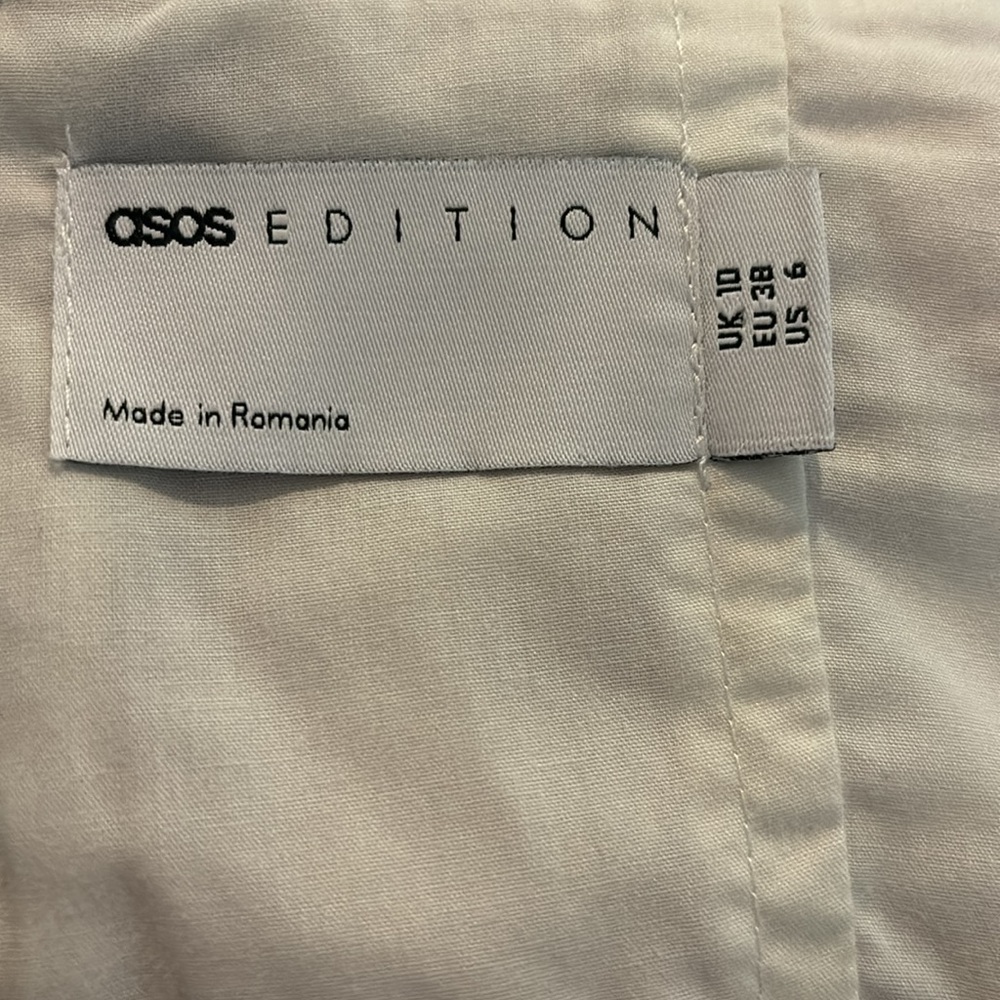 asos EDITION
Made in Romania
UK 10
EU 38
US 6